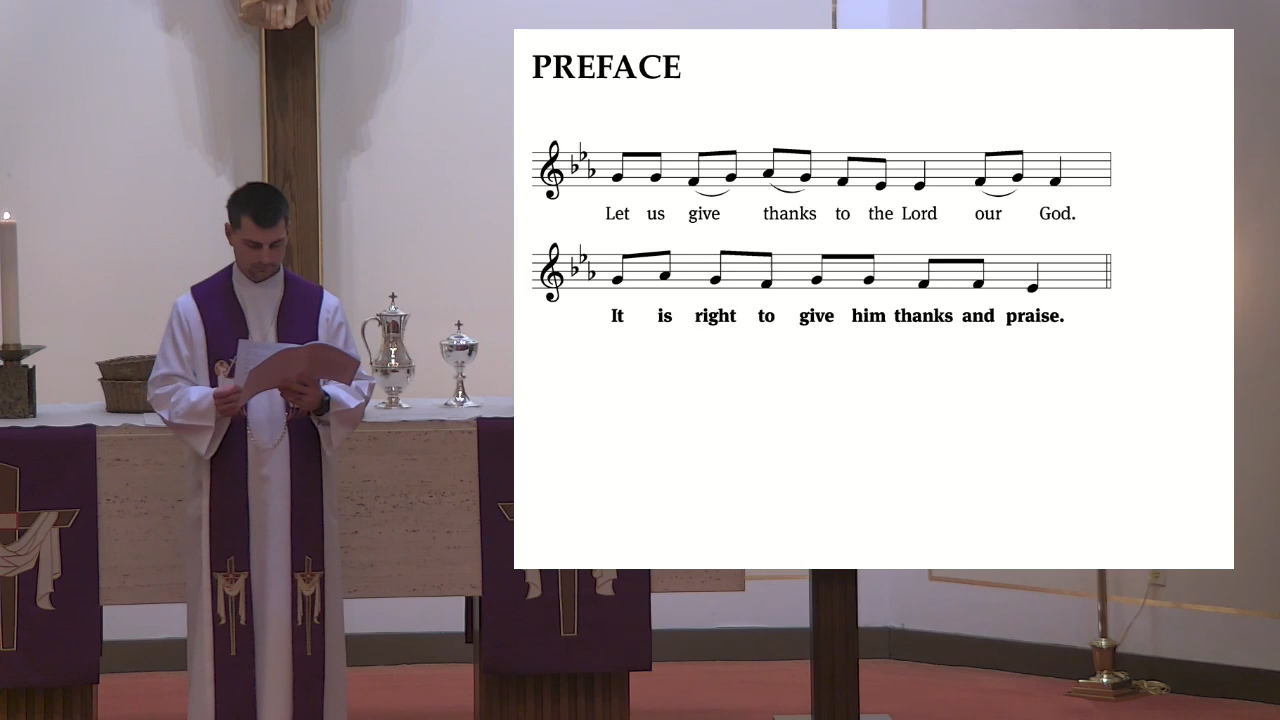 PREFACE
Let us give thanks to the Lord our God.
It is right to give him thanks and praise.